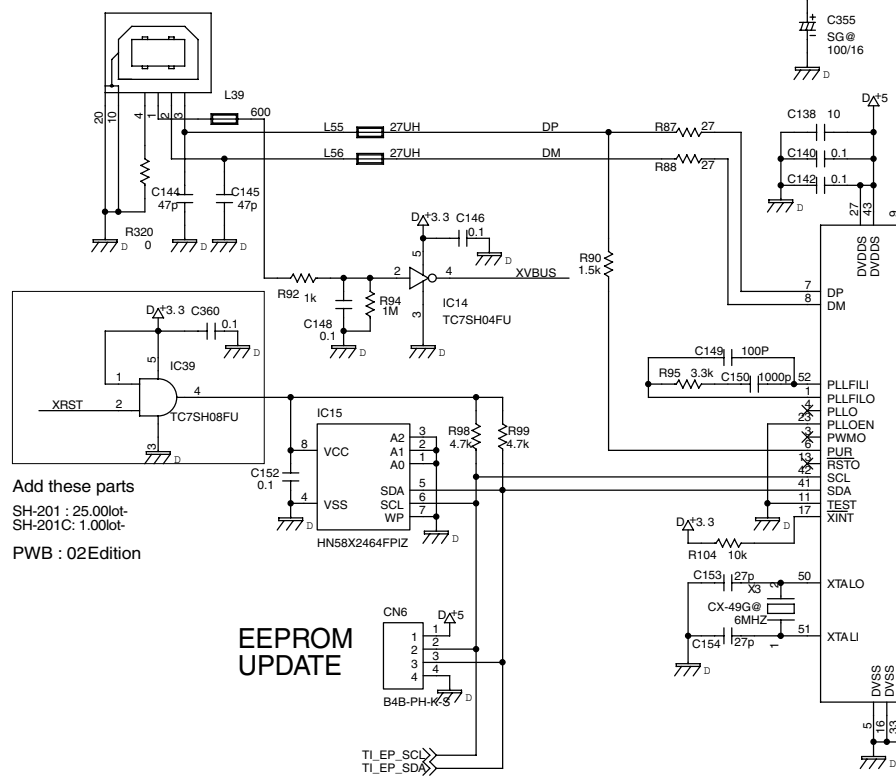 C355
SG@
100/16
D
D +5
L39
600
20
10
4
1
2
3
L55 27UH DP R87 27
L56 27UH DM R88 27
C138 10
C140 0.1
C142 0.1
D
27
43
9
DVDDS
DVDDS
C144
47p
C145
47p
R320
0
D D D
D +3.3 C146
0.1
D
5
2 4 XVBUS
R92 1k
R94
1M
IC14
TC7SH04FU
3
C148
0.1
D D
R90
1.5k
7 DP
8 DM
D +3.3 C360
0.1
D
5
IC39
1
4
XRST 2
TC7SH08FU
3
D
Add these parts
SH-201 : 25.00lot-
SH-201C: 1.00lot-
PWB : 02Edition
C149 100P
R95 3.3k C150 1000p
52 PLLFILI
1 PLLFILO
4 PLLO
23 PLLOEN
3 PWMO
6 PUR
13 RSTO
42 SCL
41 SDA
11 TEST
17 XINT
D
IC15
8 VCC
4 VSS
A2 3
A1 2
A0 1
SDA 5
SCL 6
WP 7
HN58X2464FPIZ
C152
0.1
D D
R98
4.7k
R99
4.7k
D +3.3
R104 10k
C153 27p
X3
2
50 XTALO
CX-49G@
6MHZ
C154 27p
1
51 XTALI
D
EEPROM
UPDATE
CN6
D +5
1 1
2 2
3 3
4 4
D
B4B-PH-K-S
TI_EP_SCL
TI_EP_SDA
DVSS
DVSS
5
16
33
D